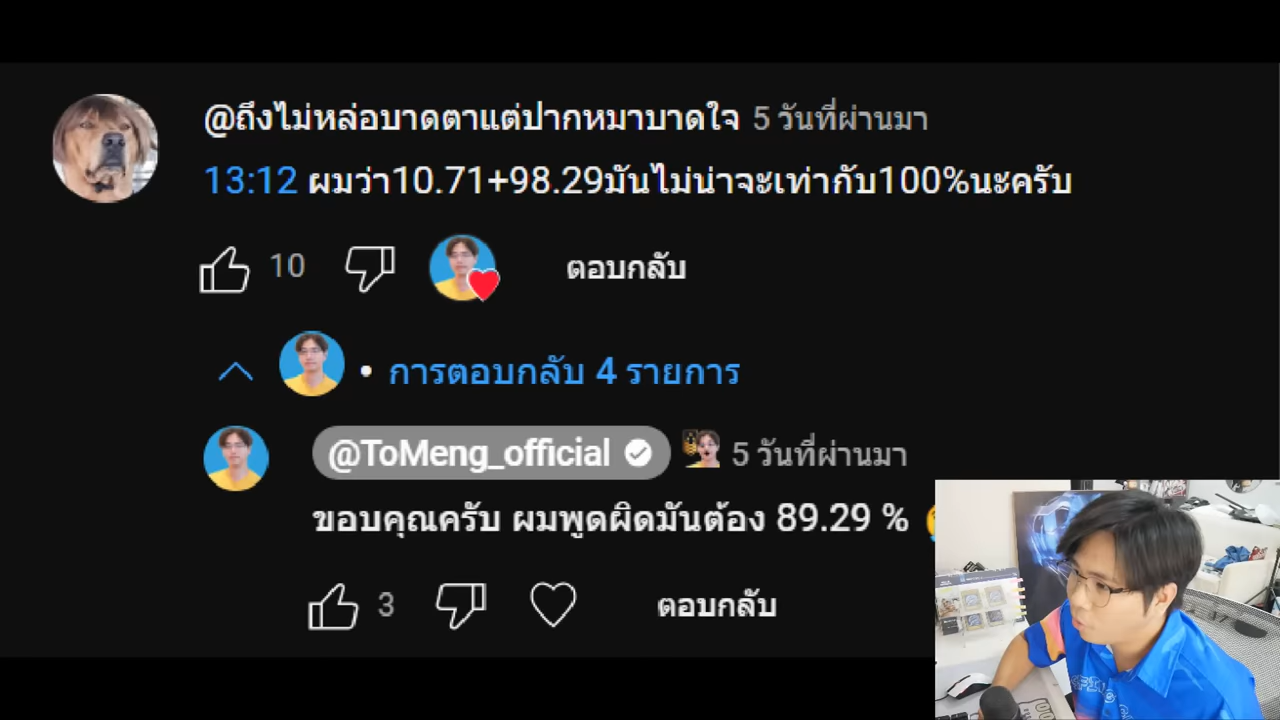 @ถึงไม่หล่อบาดตาแต่ปากหมาบาดใจ 5 วันที่ผ่านมา
13:12 ผมว่า10.71+98.29มันไม่น่าจะเท่ากับ100%นะครับ
10 ตอบกลับ
• การตอบกลับ 4 รายการ
@ToMeng_official 5 วันที่ผ่านมา
ขอบคุณครับ ผมพูดผิดมันต้อง 89.29 %
3 ตอบกลับ